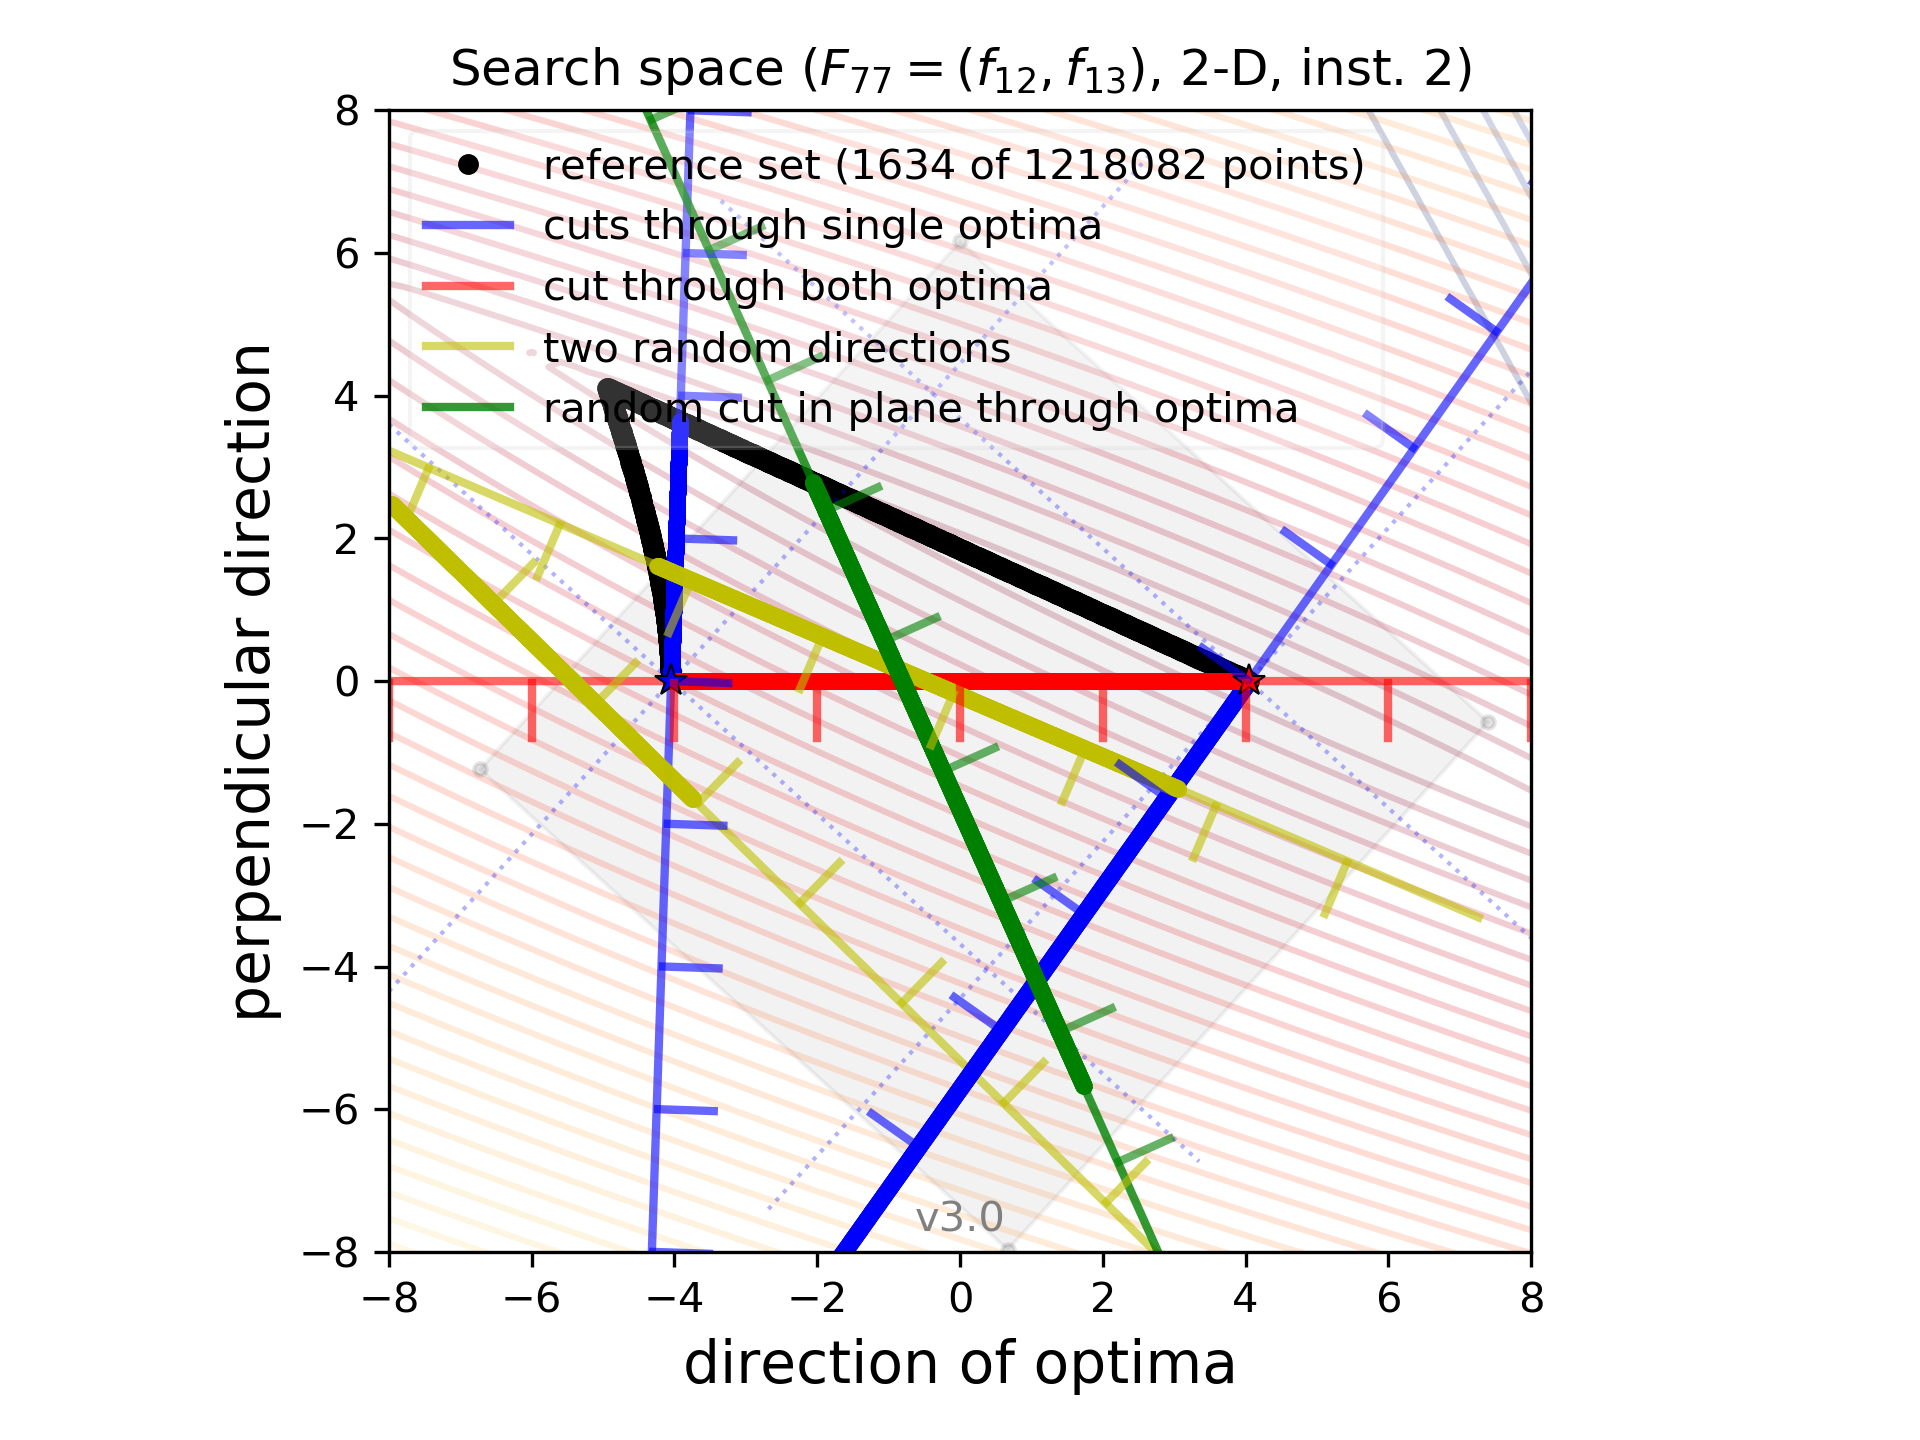 Search space (F₇₇ = (f₁₂, f₁₃), 2-D, inst. 2)
8
6
4
2
0
−2
−4
−6
−8
perpendicular direction
reference set (1634 of 1218082 points)
cuts through single optima
cut through both optima
two random directions
random cut in plane through optima
v3.0
−8 −6 −4 −2 0 2 4 6 8
direction of optima